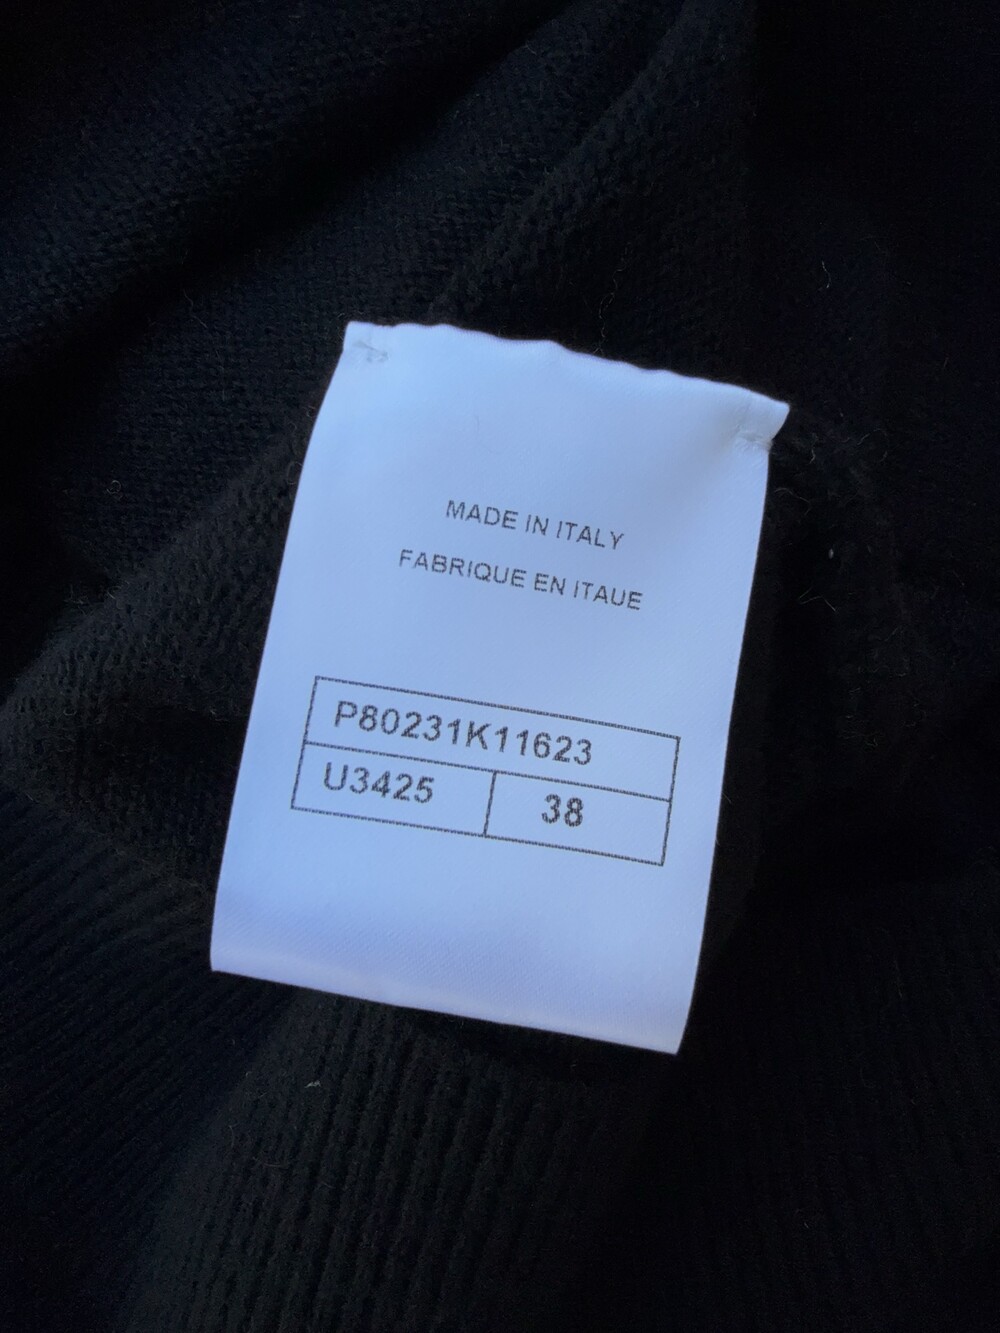 MADE IN ITALY
FABRIQUE EN ITAUE
P80231K11623
U3425 38